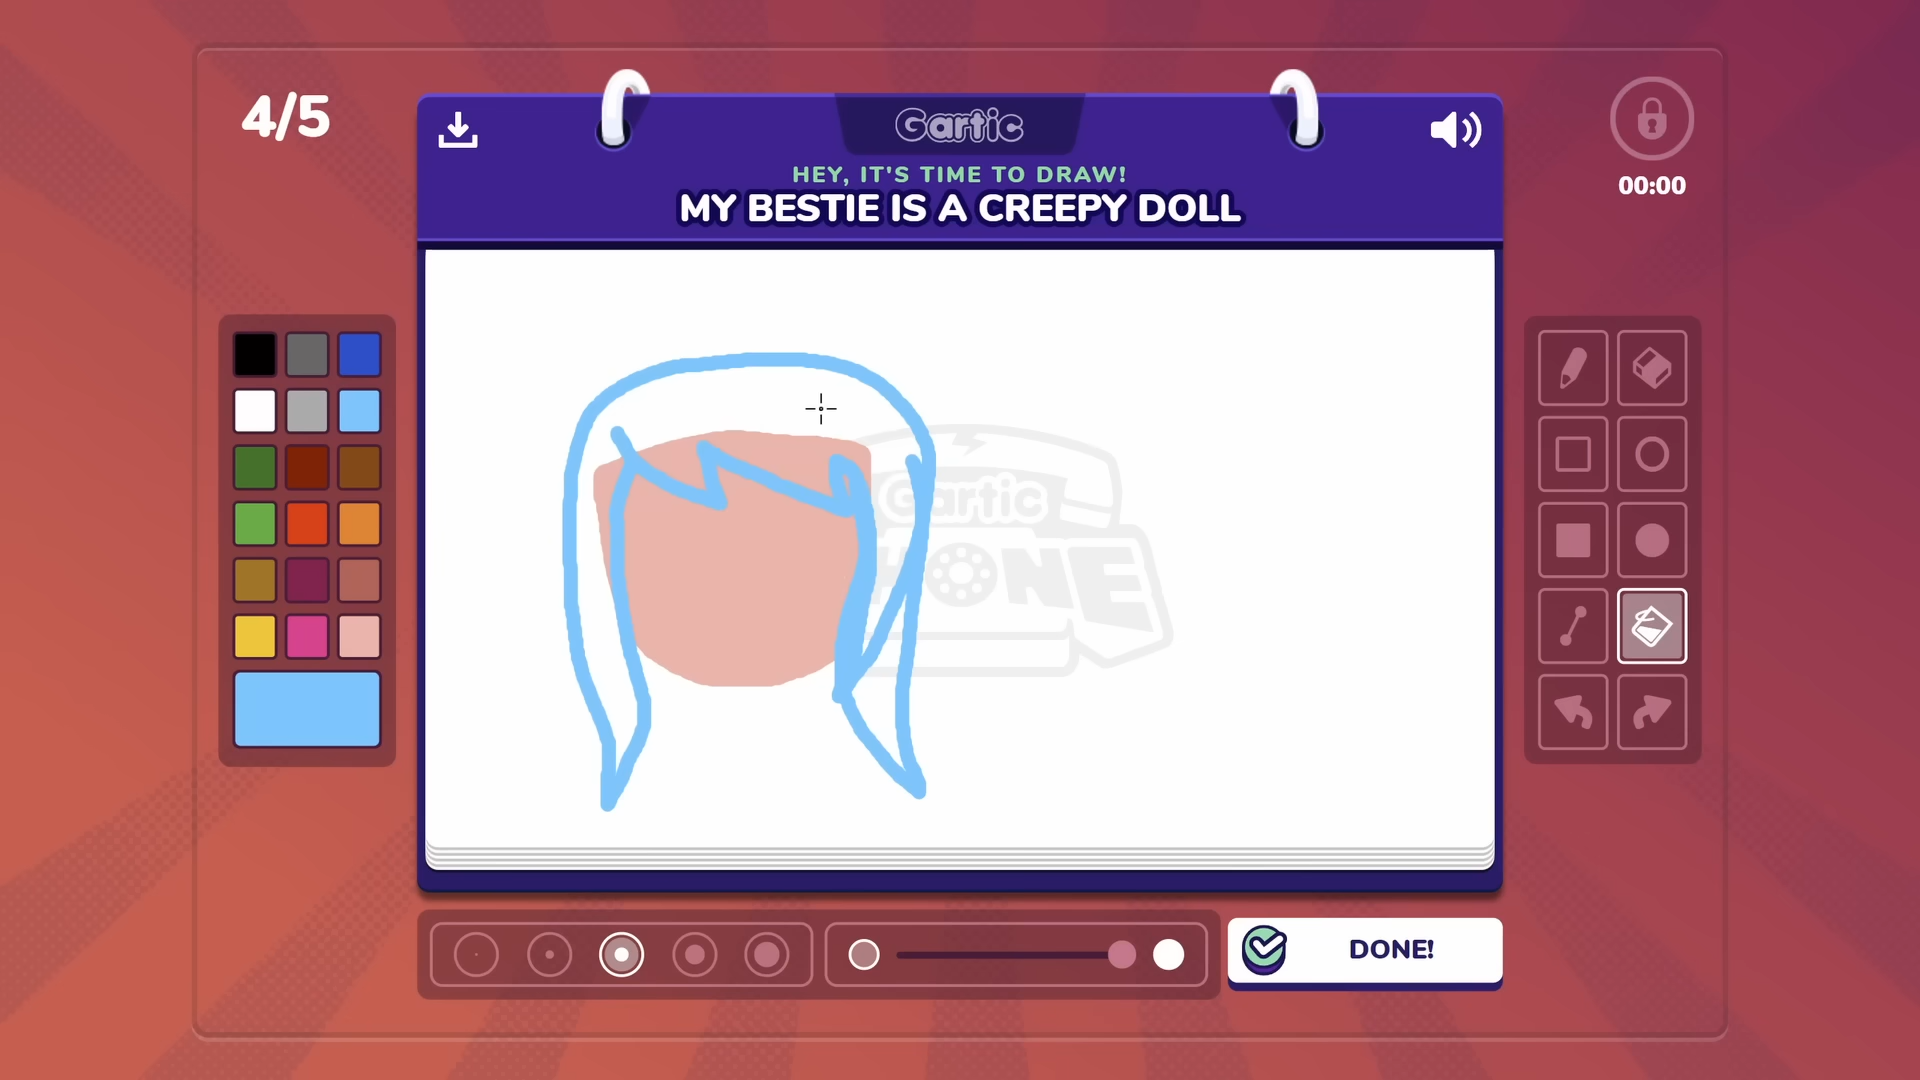 4/5
Gartic
HEY, IT'S TIME TO DRAW!
MY BESTIE IS A CREEPY DOLL
00:00
Gartic
PHONE
DONE!